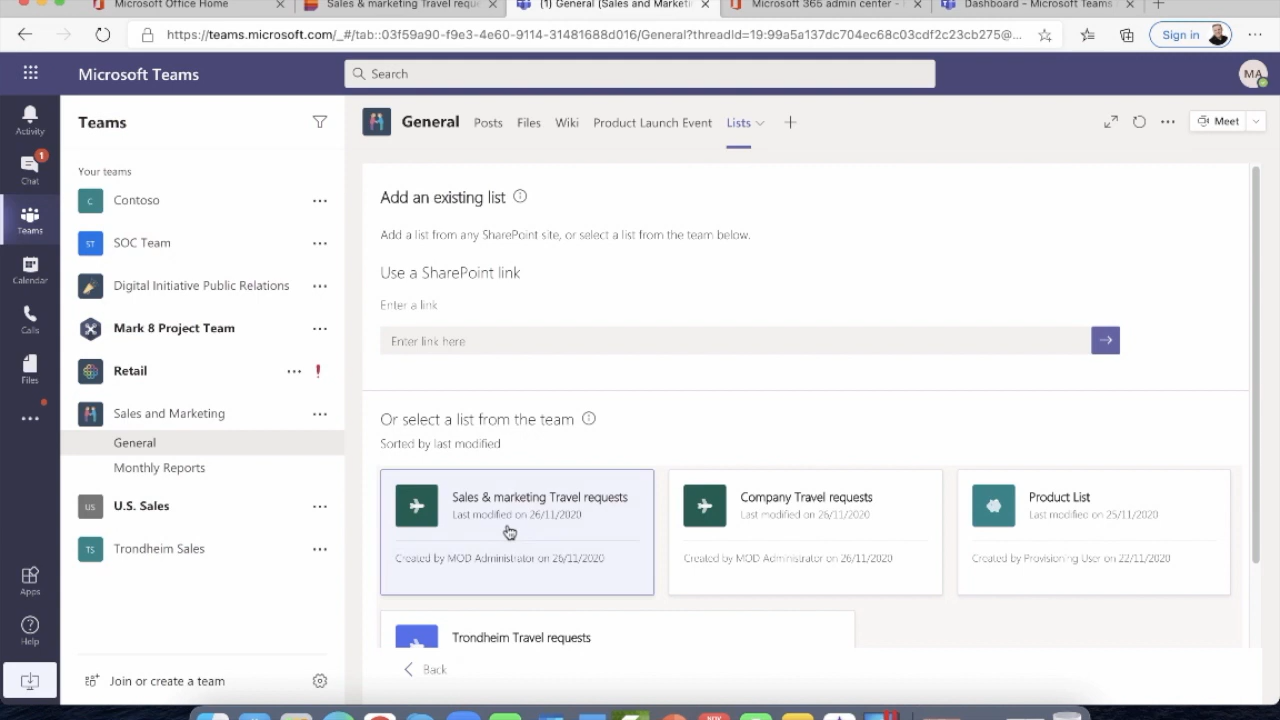 Microsoft Office Home
Sales & marketing Travel reque
(1) General (Sales and Marketi
Microsoft 365 admin center -
Dashboard – Microsoft Teams
https://teams.microsoft.com/_#/tab::03f59a90-f9e3-4e60-9114-31481688d016/General?threadId=19:99a5a137dc704ec68c03cdf2c23cb275@...
Sign in
Microsoft Teams
Search
MA
Activity
1
Chat
Teams
Calendar
Calls
Files
Apps
Help
Teams
Your teams
C Contoso
ST SOC Team
Digital Initiative Public Relations
Mark 8 Project Team
Retail
Sales and Marketing
General
Monthly Reports
US U.S. Sales
TS Trondheim Sales
Join or create a team
General Posts Files Wiki Product Launch Event Lists
Meet
Add an existing list
Add a list from any SharePoint site, or select a list from the team below.
Use a SharePoint link
Enter a link
Enter link here
Or select a list from the team
Sorted by last modified
Sales & marketing Travel requests
Last modified on 26/11/2020
Created by MOD Administrator on 26/11/2020
Company Travel requests
Last modified on 26/11/2020
Created by MOD Administrator on 26/11/2020
Product List
Last modified on 25/11/2020
Created by Provisioning User on 22/11/2020
Trondheim Travel requests
Back
NOV